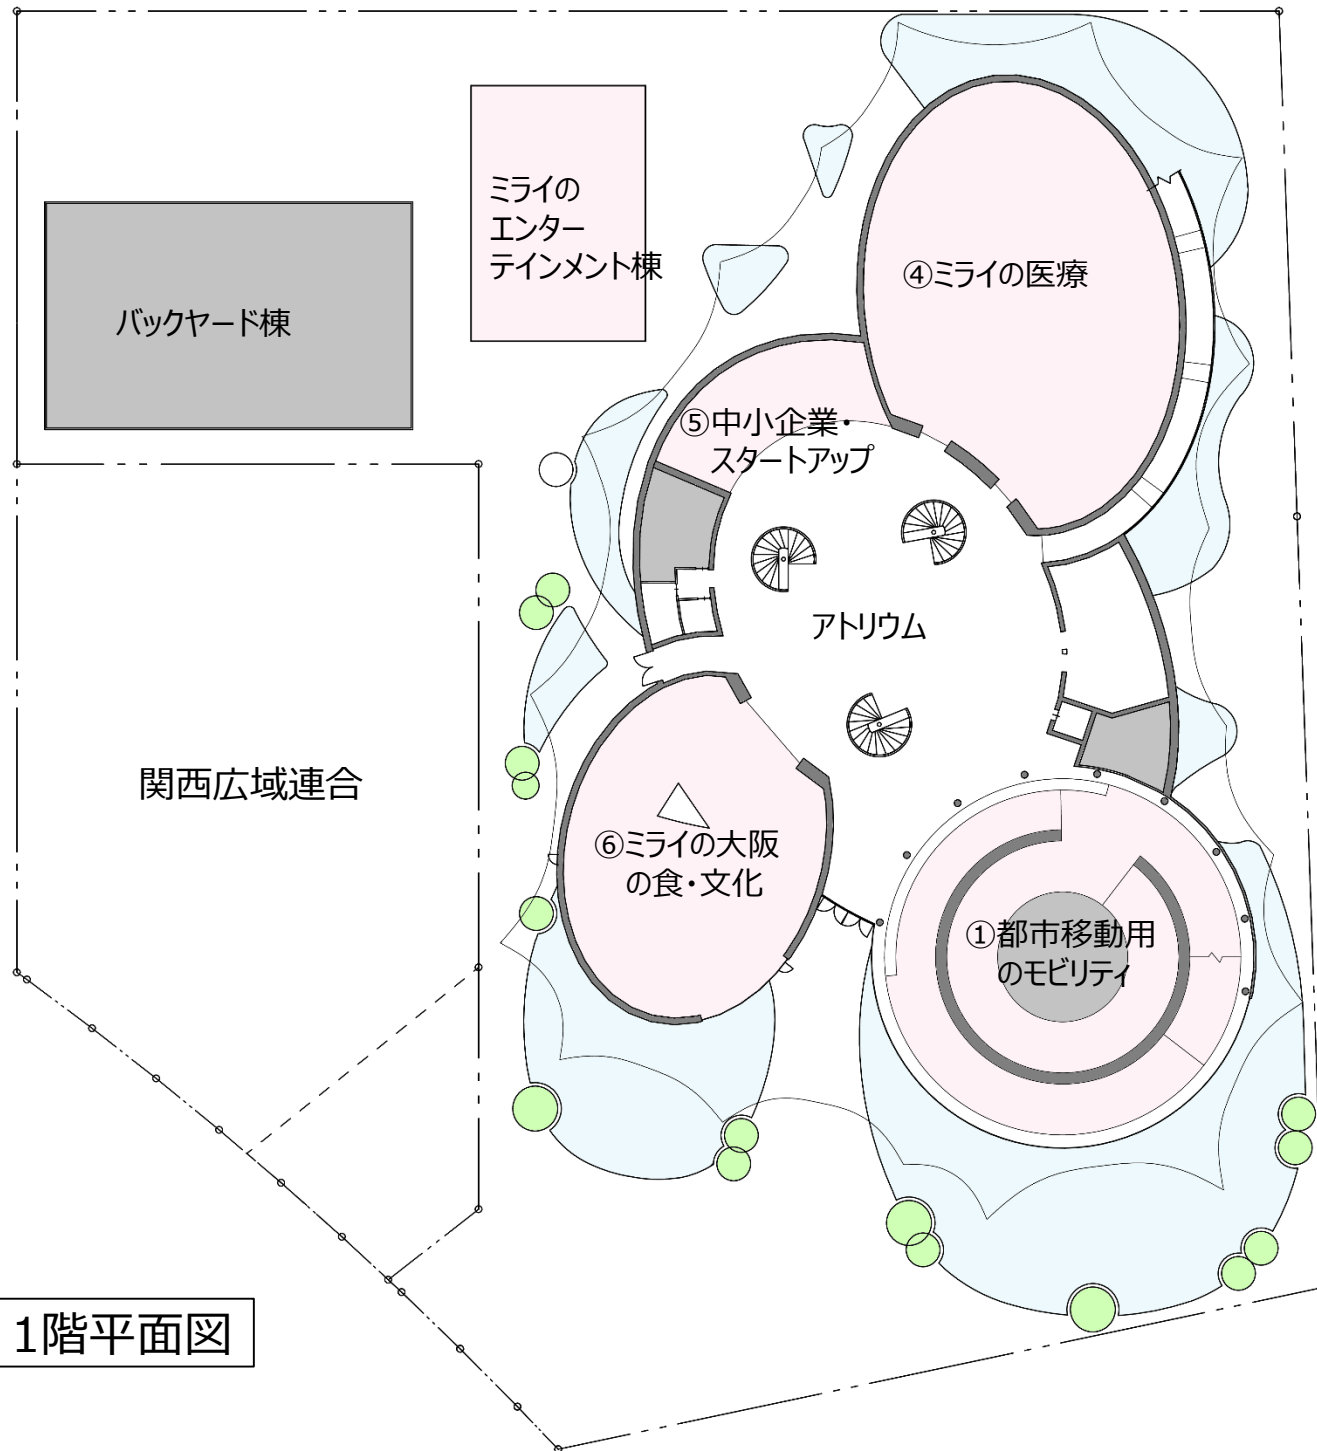 ミライの
エンター
テインメント棟
バックヤード棟
④ミライの医療
⑤中小企業・
スタートアップ
アトリウム
関西広域連合
⑥ミライの大阪
の食・文化
①都市移動用
のモビリティ
1階平面図